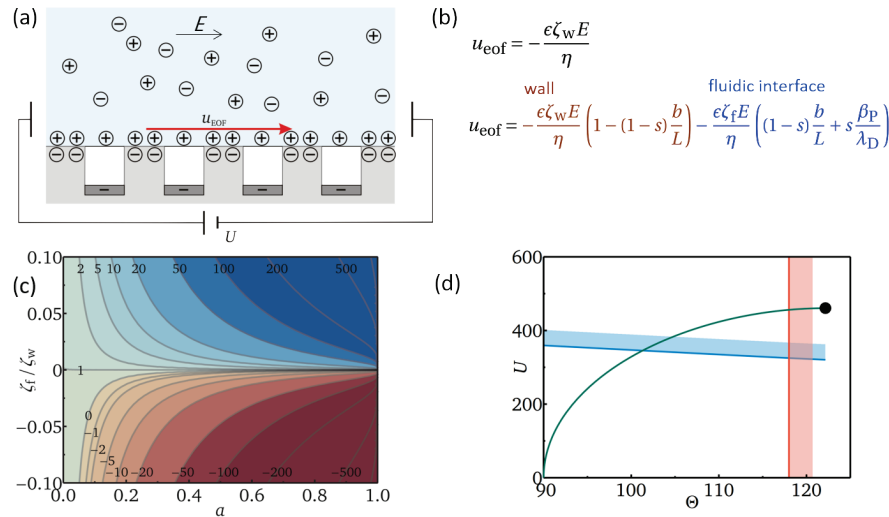 (a)
E
u_EOF
U
(b)
u_eof = −ϵζ_w E/η
wall
fluidic interface
u_eof = −ϵζ_w E/η (1−(1−s) b/L) − ϵζ_f E/η ((1−s) b/L + s β_P/λ_D)
(c)
0.10
0.05
0
−0.05
−0.10
ζ_f / ζ_w
2 5 10 20 50 100 200 500
1
0
−1
−2
−5
−10 −20 −50 −100 −200 −500
0.0 0.2 0.4 0.6 0.8 1.0
a
(d)
600
400
200
0
U
90 100 110 120
Θ